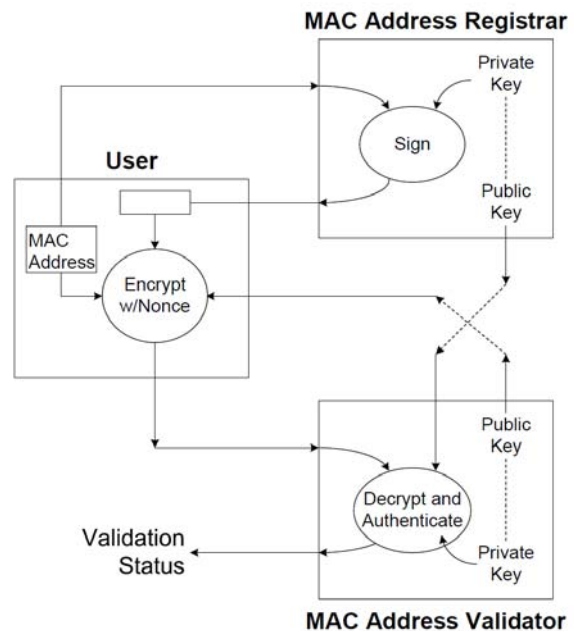 MAC Address Registrar
Private
Key
Sign
Public
Key
User
MAC
Address
Encrypt
w/Nonce
Public
Key
Decrypt and
Authenticate
Private
Key
Validation
Status
MAC Address Validator